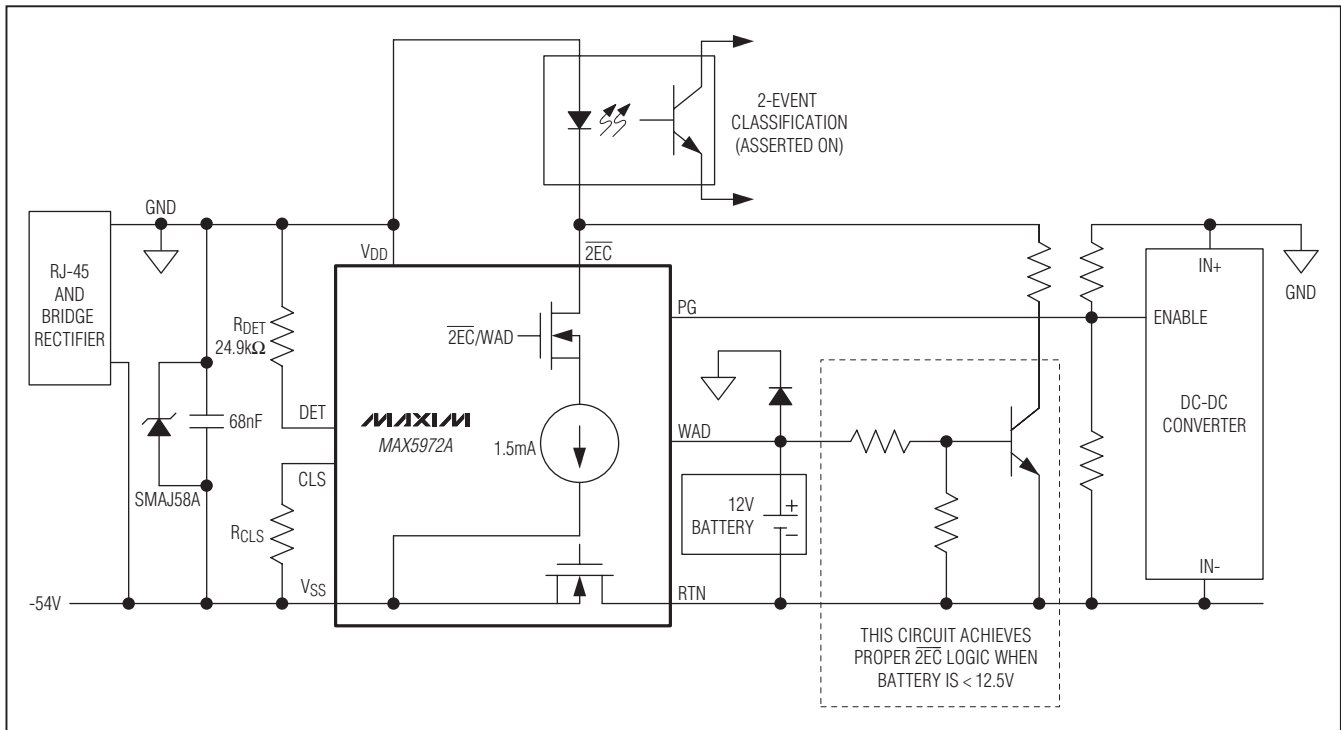 2-EVENT
CLASSIFICATION
(ASSERTED ON)
GND
RJ-45
AND
BRIDGE
RECTIFIER
VDD
2EC
RDET
24.9kΩ
2EC/WAD
PG
IN+
GND
ENABLE
DC-DC
CONVERTER
68nF
SMAJ58A
DET
MAXIM
MAX5972A
1.5mA
WAD
CLS
RCLS
12V
BATTERY
+
−
-54V
VSS
RTN
IN-
THIS CIRCUIT ACHIEVES
PROPER 2EC LOGIC WHEN
BATTERY IS < 12.5V